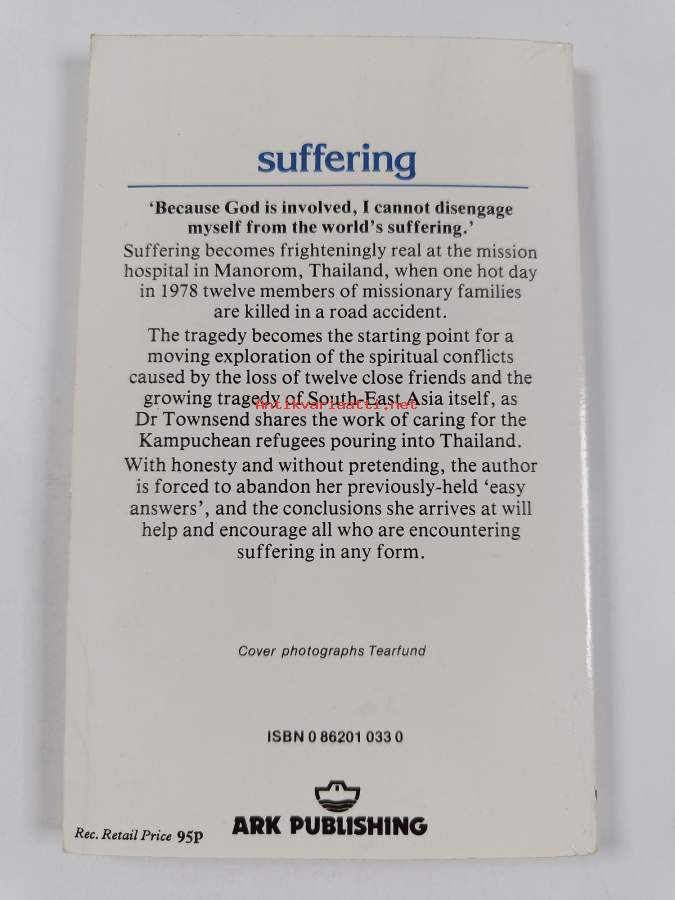 suffering
‘Because God is involved, I cannot disengage
myself from the world’s suffering.’
Suffering becomes frighteningly real at the mission
hospital in Manorom, Thailand, when one hot day
in 1978 twelve members of missionary families
are killed in a road accident.
The tragedy becomes the starting point for a
moving exploration of the spiritual conflicts
caused by the loss of twelve close friends and the
growing tragedy of South-East Asia itself, as
Antikvariaatti.net
Dr Townsend shares the work of caring for the
Kampuchean refugees pouring into Thailand.
With honesty and without pretending, the author
is forced to abandon her previously-held ‘easy
answers’, and the conclusions she arrives at will
help and encourage all who are encountering
suffering in any form.
Cover photographs Tearfund
ISBN 0 86201 033 0
ARK PUBLISHING
Rec. Retail Price 95p